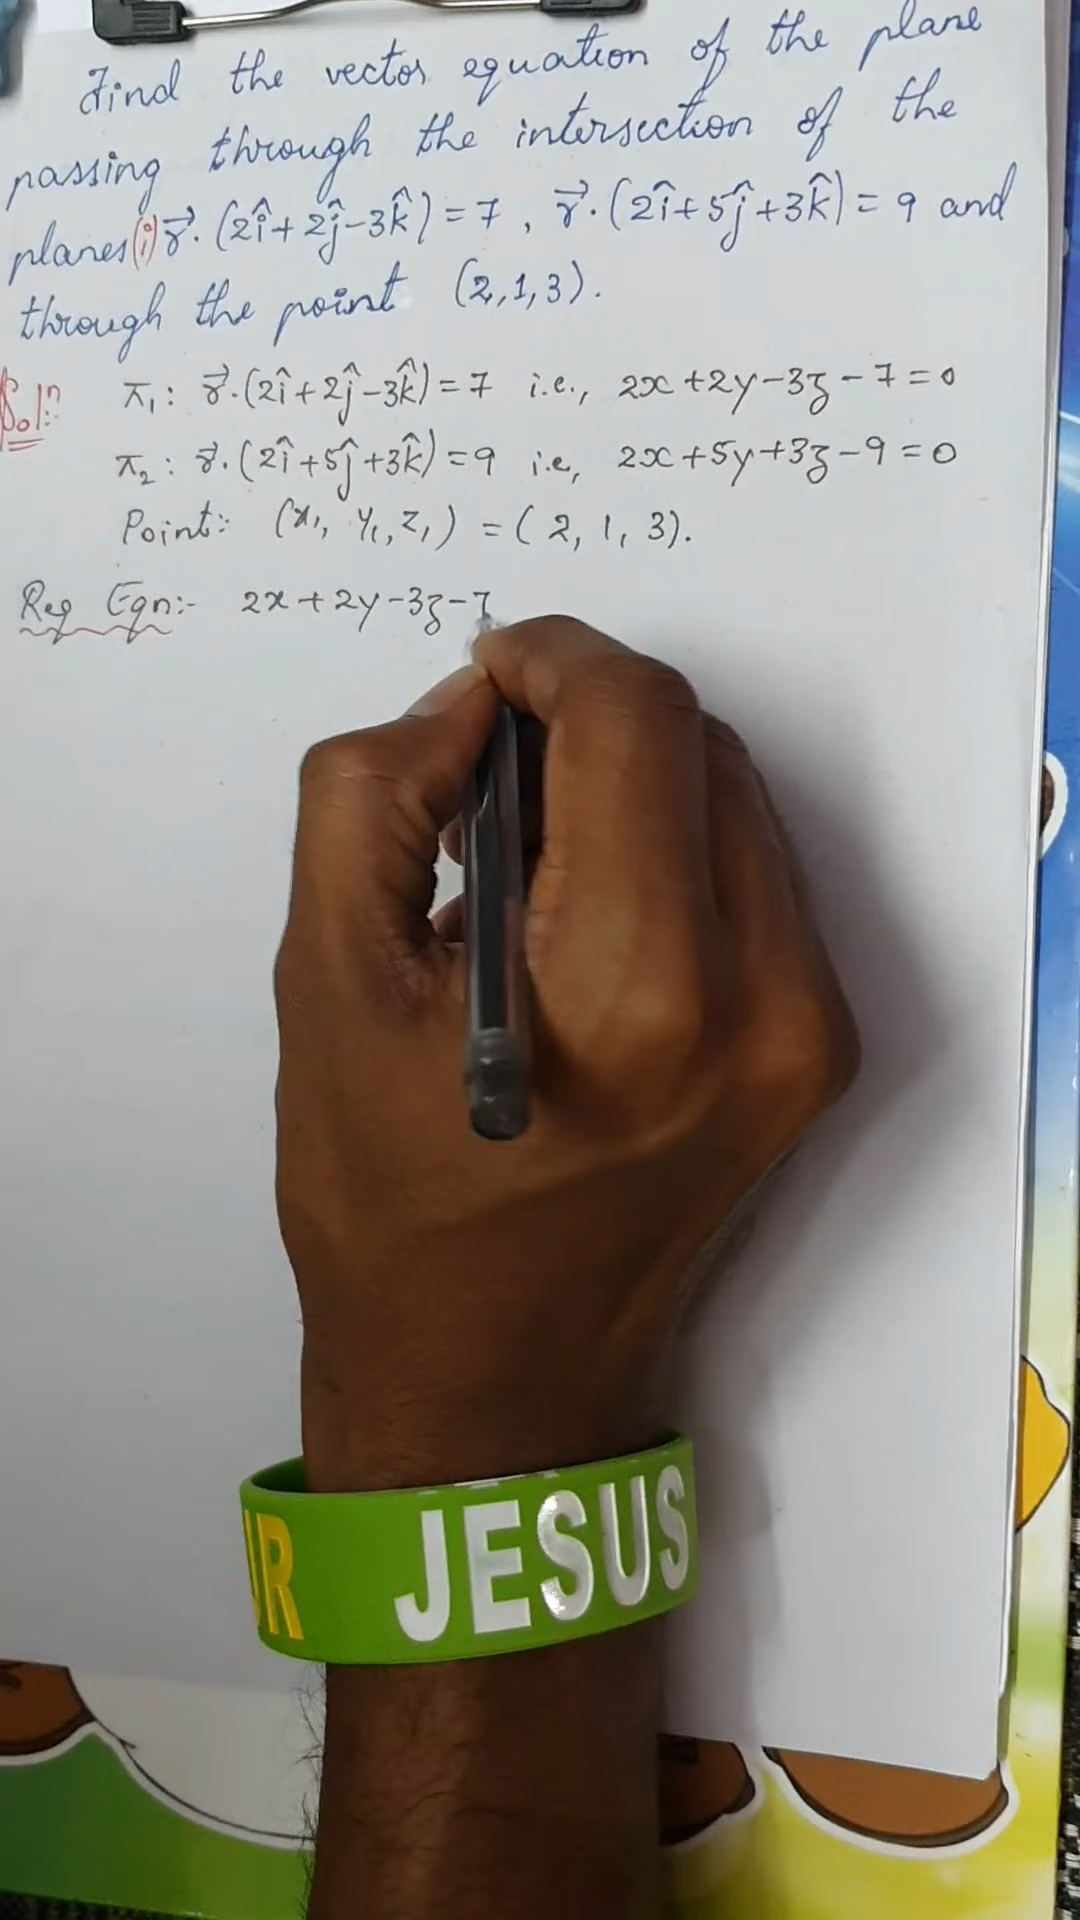 Find the vector equation of the plane
passing through the intersection of the
planes (i) r⃗.(2î+2ĵ-3k̂)=7, r⃗.(2î+5ĵ+3k̂)=9 and
through the point (2,1,3).
Sol:n π₁: r⃗.(2î+2ĵ-3k̂)=7 i.e., 2x+2y-3z-7=0
π₂: r⃗.(2î+5ĵ+3k̂)=9 i.e, 2x+5y+3z-9=0
Point:- (x₁, y₁, z₁) = (2, 1, 3).
Req Eqn:- 2x+2y-3z-7
UR JESUS